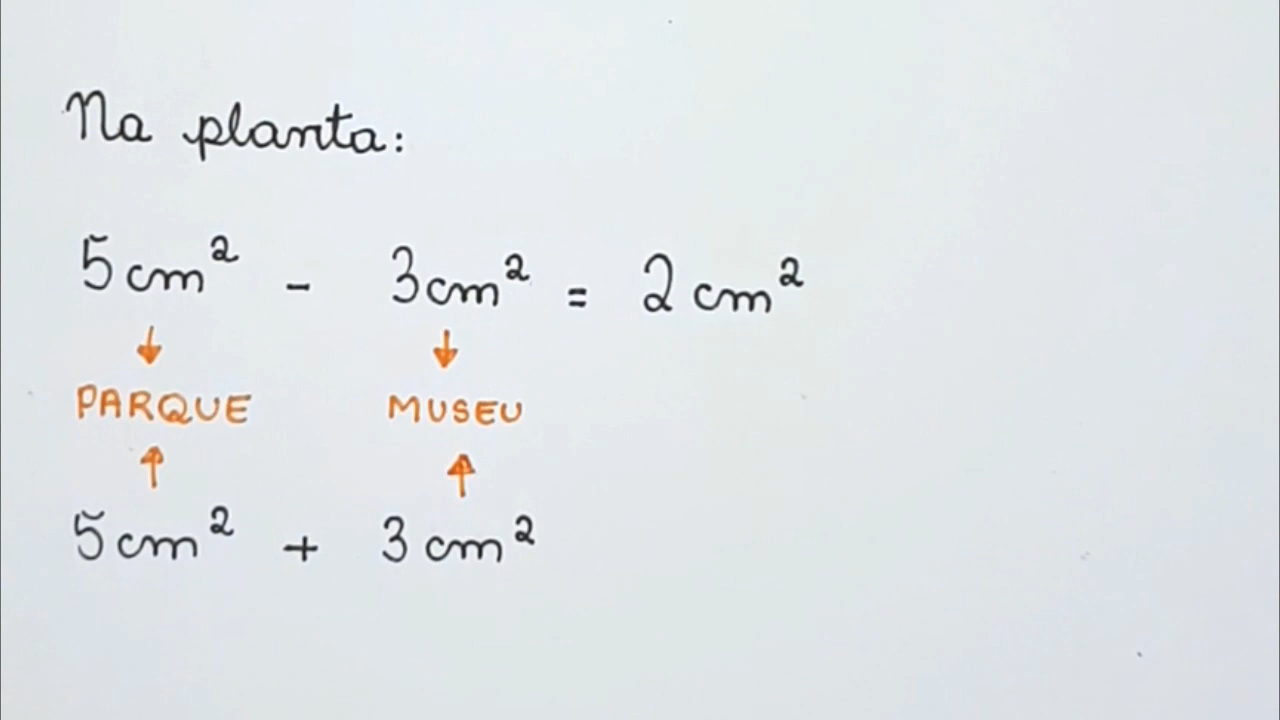 Na planta:
5cm² - 3cm² = 2cm²
↓ ↓
PARQUE MUSEU
↑ ↑
5cm² + 3cm²